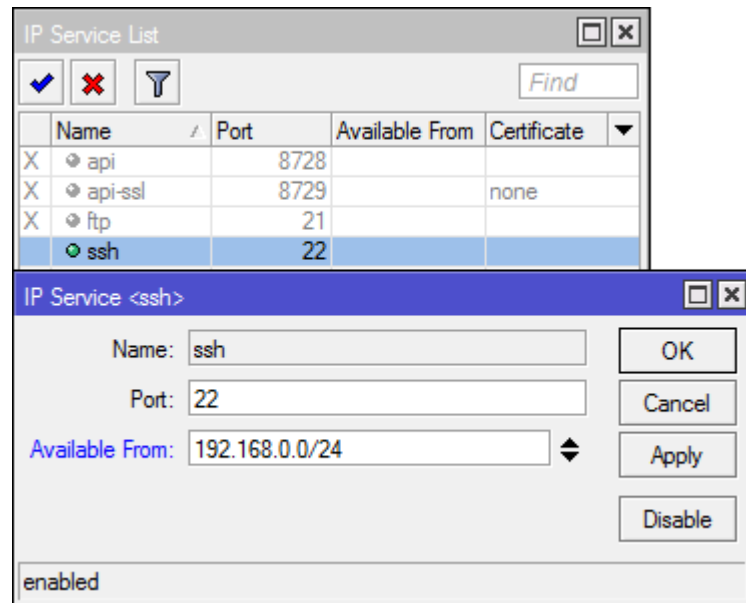 IP Service List
Find
Name Port Available From Certificate
X api 8728
X api-ssl 8729 none
X ftp 21
ssh 22
IP Service <ssh>
Name: ssh OK
Port: 22 Cancel
Available From: 192.168.0.0/24 Apply
Disable
enabled